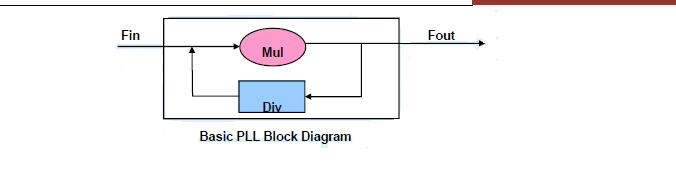 Fin
Fout
Mul
Div
Basic PLL Block Diagram